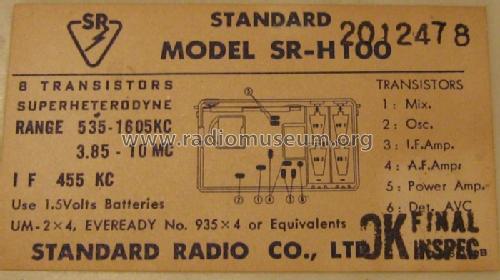 SR
STANDARD
MODEL SR-H100
2012478
8 TRANSISTORS
SUPERHETERODYNE
RANGE 535-1605KC
3.85 - 10 MC
I F 455 KC
Use 1.5Volts Batteries
UM-2×4, EVEREADY No. 935×4 or Equivalents
STANDARD RADIO CO., LTD.
TRANSISTORS
1 : Mix.
2 : Osc.
3 : I.F.Amp.
4 : A.F.Amp.
5 : Power Amp.
6 : Det. AVC
OK FINAL
INSPEC.
www.radiomuseum.org